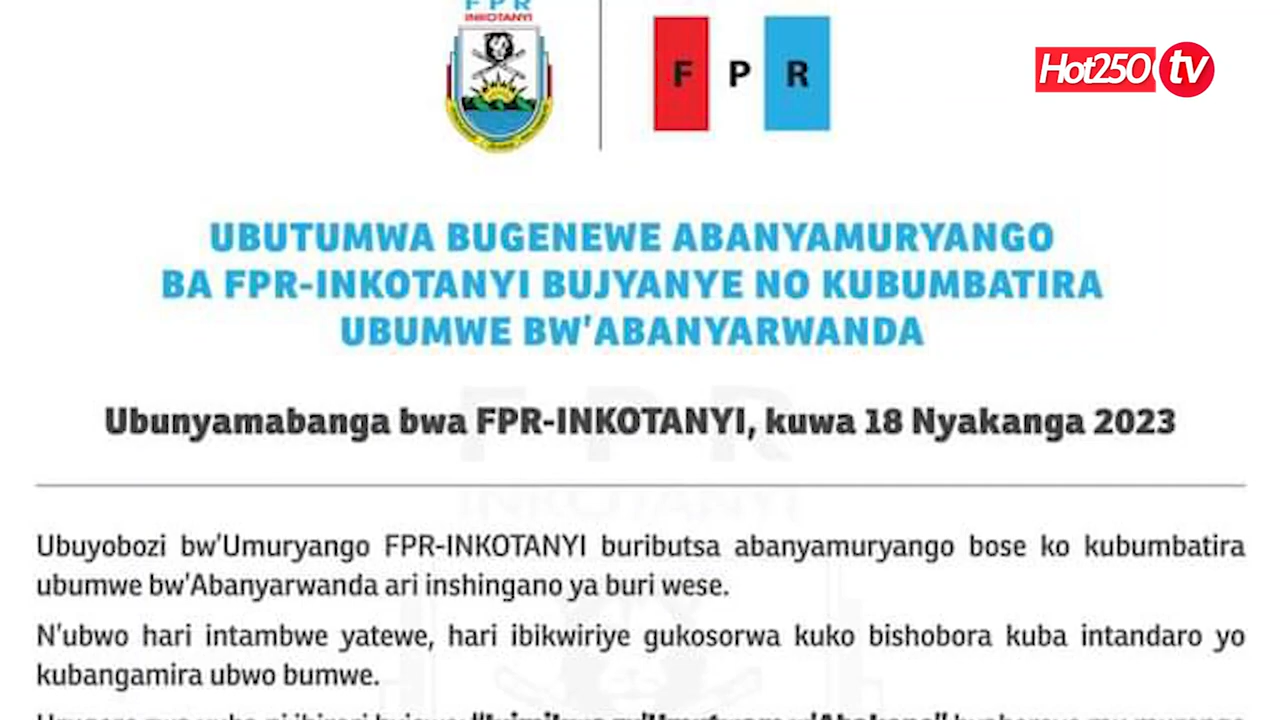 FPR
INKOTANYI
F P R
Hot250 tv
UBUTUMWA BUGENEWE ABANYAMURYANGO
BA FPR-INKOTANYI BUJYANYE NO KUBUMBATIRA
UBUMWE BW'ABANYARWANDA
Ubunyamabanga bwa FPR-INKOTANYI, kuwa 18 Nyakanga 2023
FPR
INKOTANYI
Ubuyobozi bw'Umuryango FPR-INKOTANYI buributsa abanyamuryango bose ko kubumbatira
ubumwe bw'Abanyarwanda ari inshingano ya buri wese.
N'ubwo hari intambwe yatewe, hari ibikwiriye gukosorwa kuko bishobora kuba intandaro yo
kubangamira ubwo bumwe.